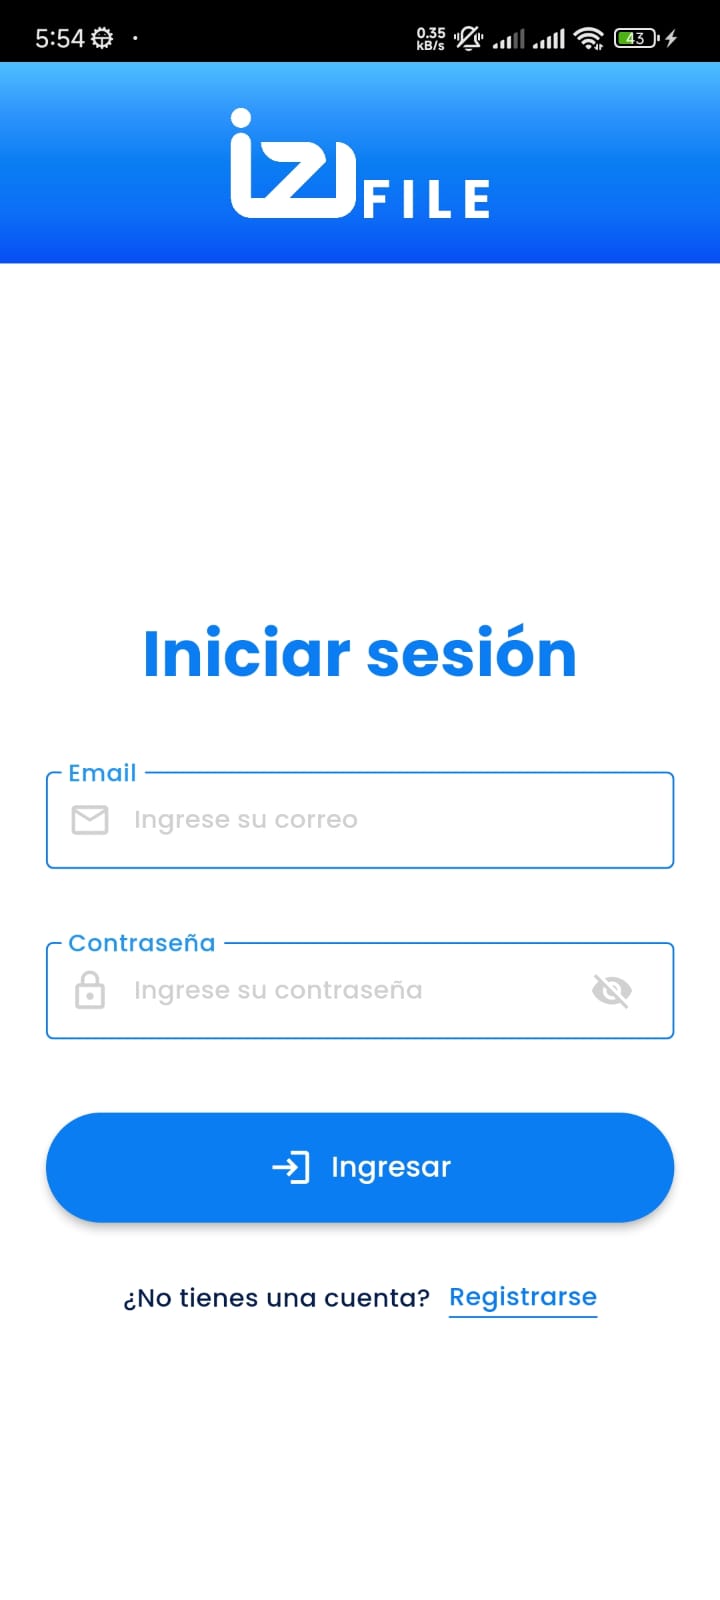 5:54
0.35
kB/s
43
izi FILE
Iniciar sesión
Email
Ingrese su correo
Contraseña
Ingrese su contraseña
Ingresar
¿No tienes una cuenta? Registrarse